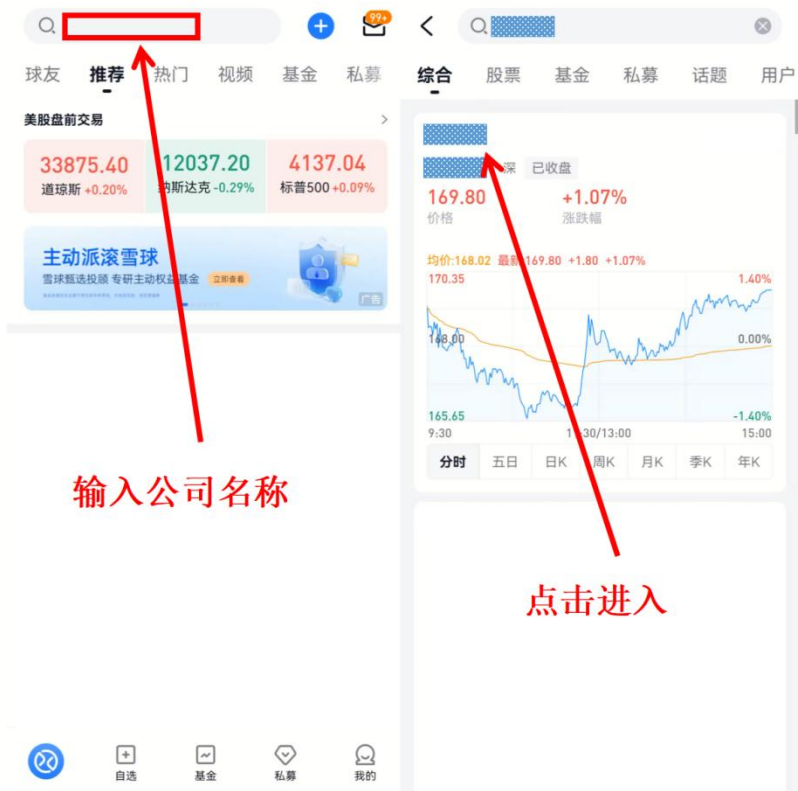 99+
球友 推荐 热门 视频 基金 私募
美股盘前交易
33875.40 12037.20 4137.04
道琼斯 +0.20% 纳斯达克 -0.29% 标普500 +0.09%
主动派滚雪球
雪球甄选投顾 专研主动权益基金 立即查看
广告
输入公司名称
自选 基金 私募 我的
综合 股票 基金 私募 话题 用户
深 已收盘
169.80 +1.07%
价格 涨跌幅
均价:168.02 最新:169.80 +1.80 +1.07%
170.35 1.40%
168.00 0.00%
165.65 -1.40%
9:30 11:30/13:00 15:00
分时 五日 日K 周K 月K 季K 年K
点击进入